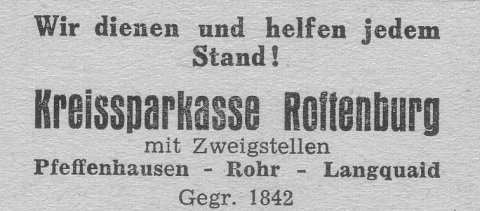 Wir dienen und helfen jedem
Stand!
Kreissparkasse Rottenburg
mit Zweigstellen
Pfeffenhausen - Rohr - Langquaid
Gegr. 1842